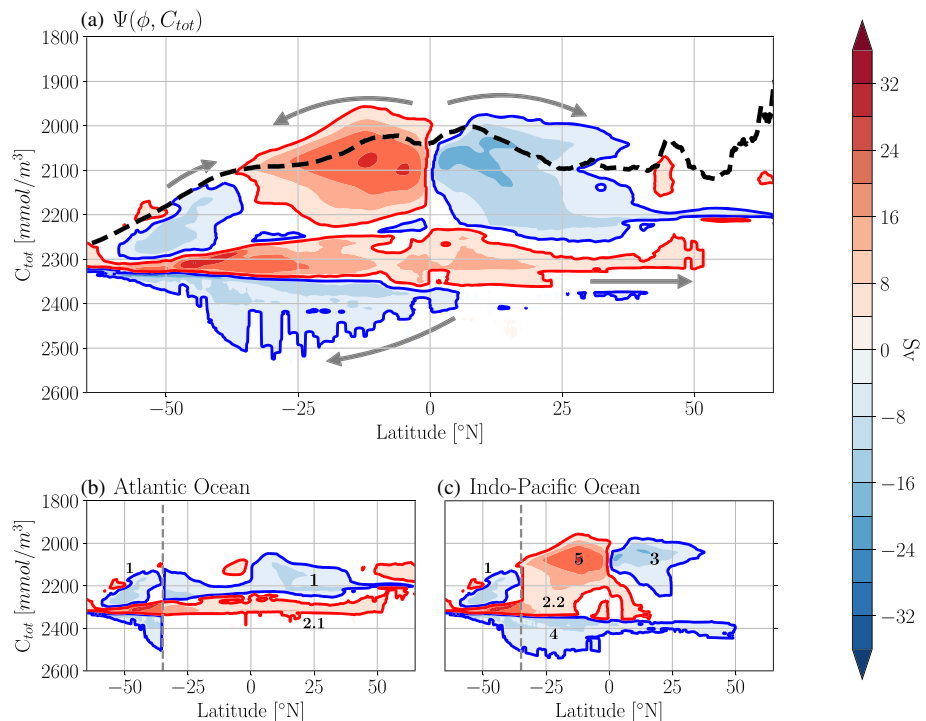 (a) Ψ(ϕ, C_tot)
1800
1900
2000
2100
2200
2300
2400
2500
2600
C_tot [mmol/m³]
−50 −25 0 25 50
Latitude [°N]
32
24
16
8
0
−8
−16
−24
−32
Sv
(b) Atlantic Ocean
1800
2000
2200
2400
2600
C_tot [mmol/m³]
1
1
2.1
−50 −25 0 25 50
Latitude [°N]
(c) Indo-Pacific Ocean
1
5
3
2.2
4
−50 −25 0 25 50
Latitude [°N]